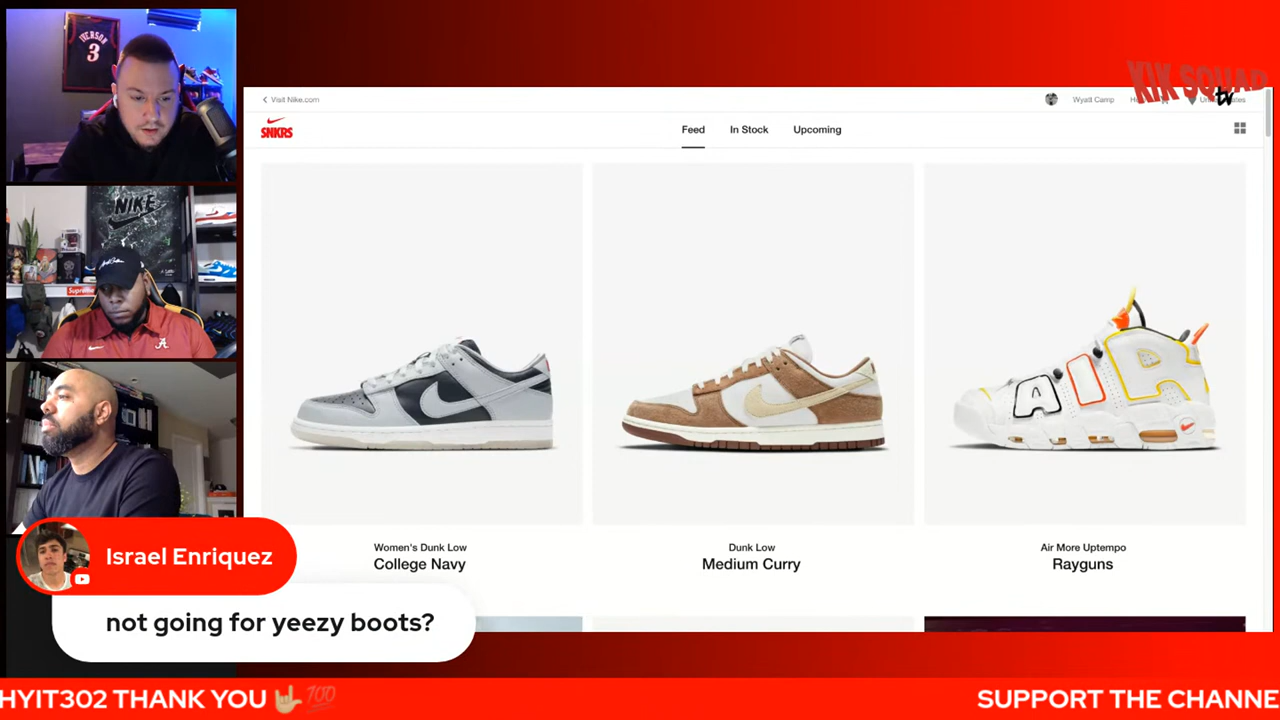 IVERSON
3
NIKE
Supreme
A
KIK SQUAD
tv
Visit Nike.com
Wyatt Camp
SNKRS
Feed
In Stock
Upcoming
AIR
Women's Dunk Low
College Navy
Dunk Low
Medium Curry
Air More Uptempo
Rayguns
Israel Enriquez
not going for yeezy boots?
HYIT302 THANK YOU 🤟🏽 💯
SUPPORT THE CHANNE